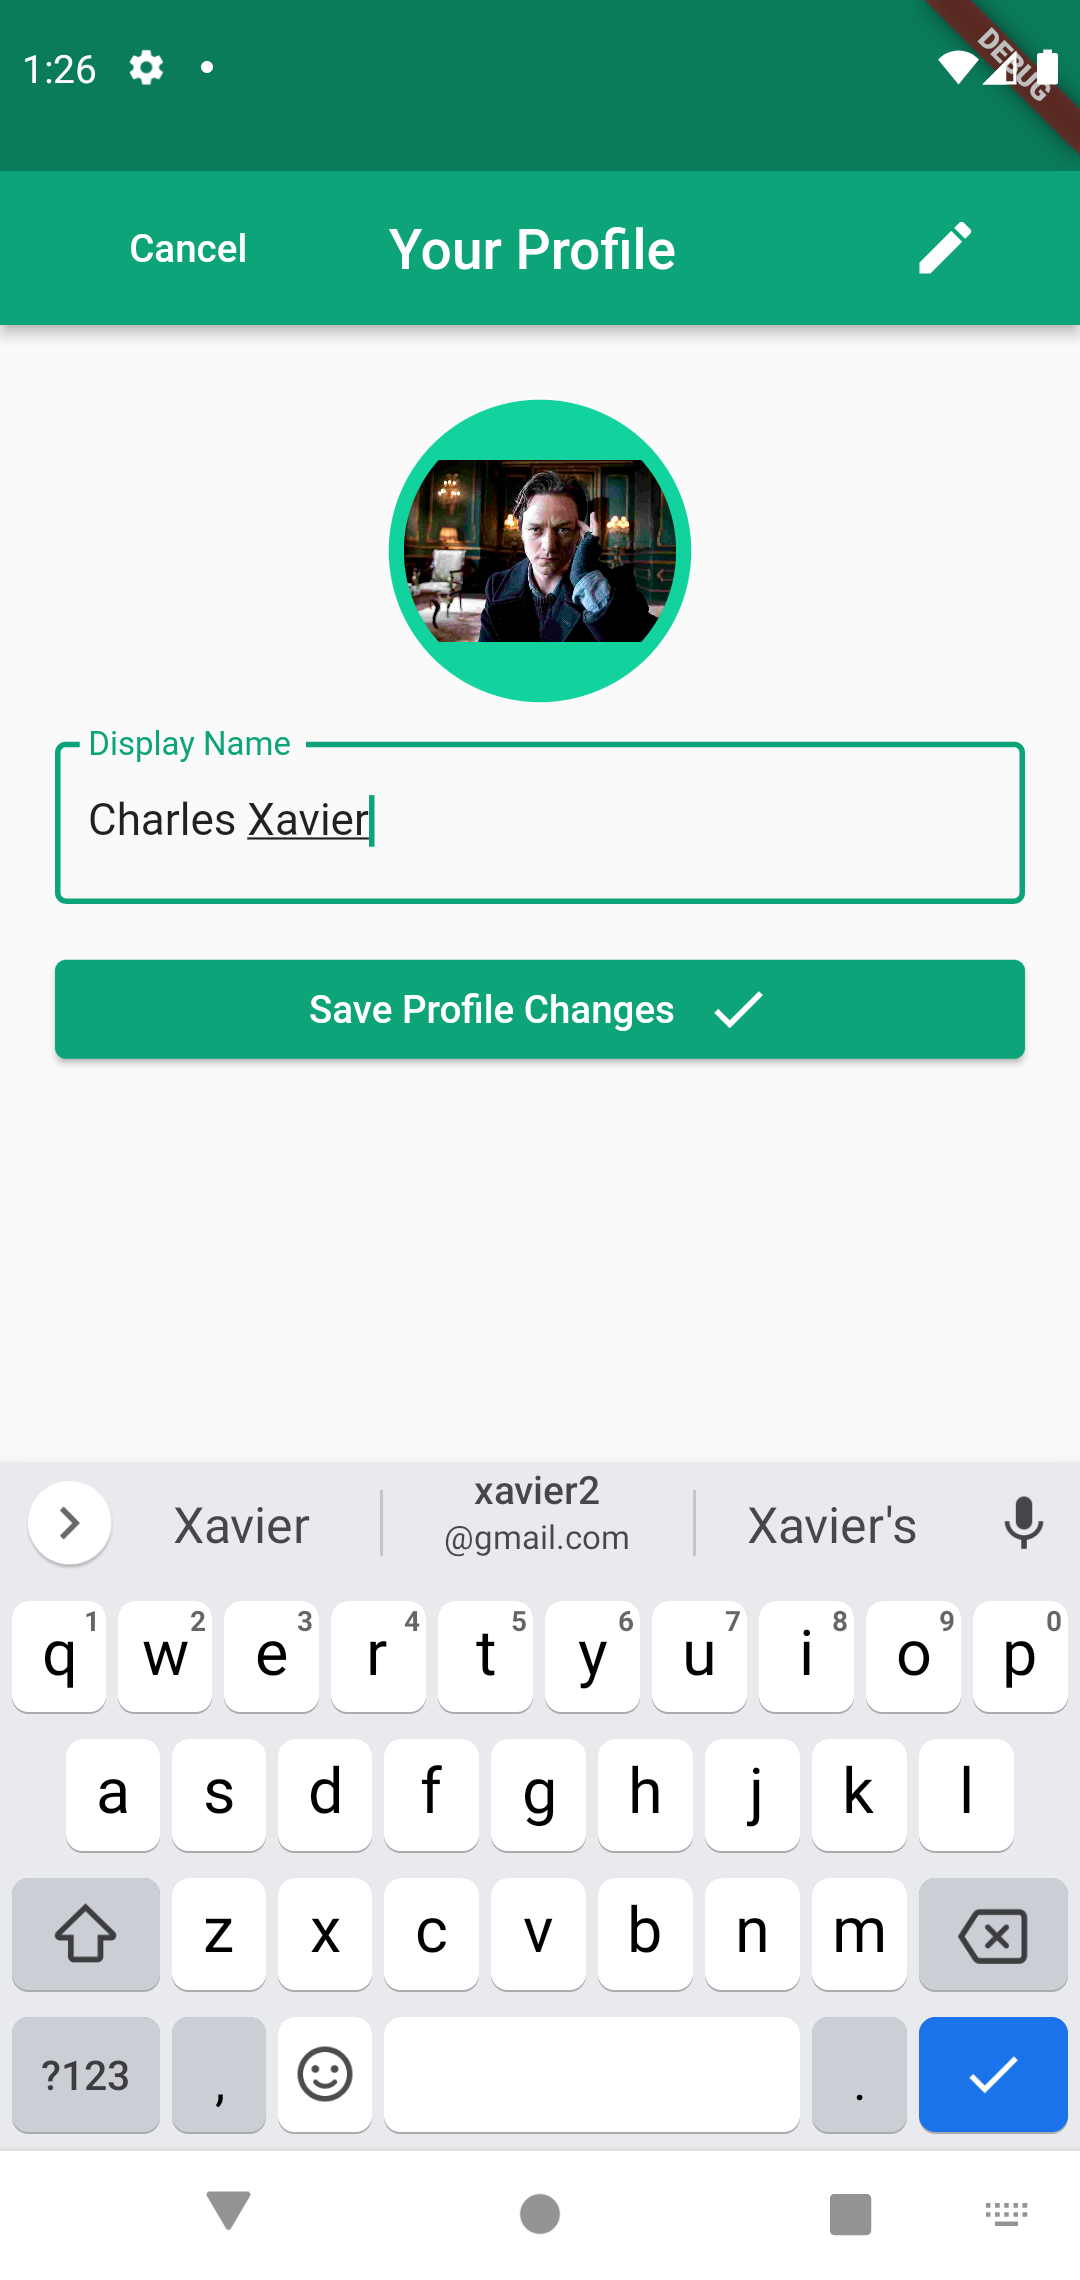 1:26
DEBUG
Cancel Your Profile
Display Name
Charles Xavier
Save Profile Changes
Xavier xavier2 Xavier's
@gmail.com
1 2 3 4 5 6 7 8 9 0
q w e r t y u i o p
a s d f g h j k l
z x c v b n m
?123 , .